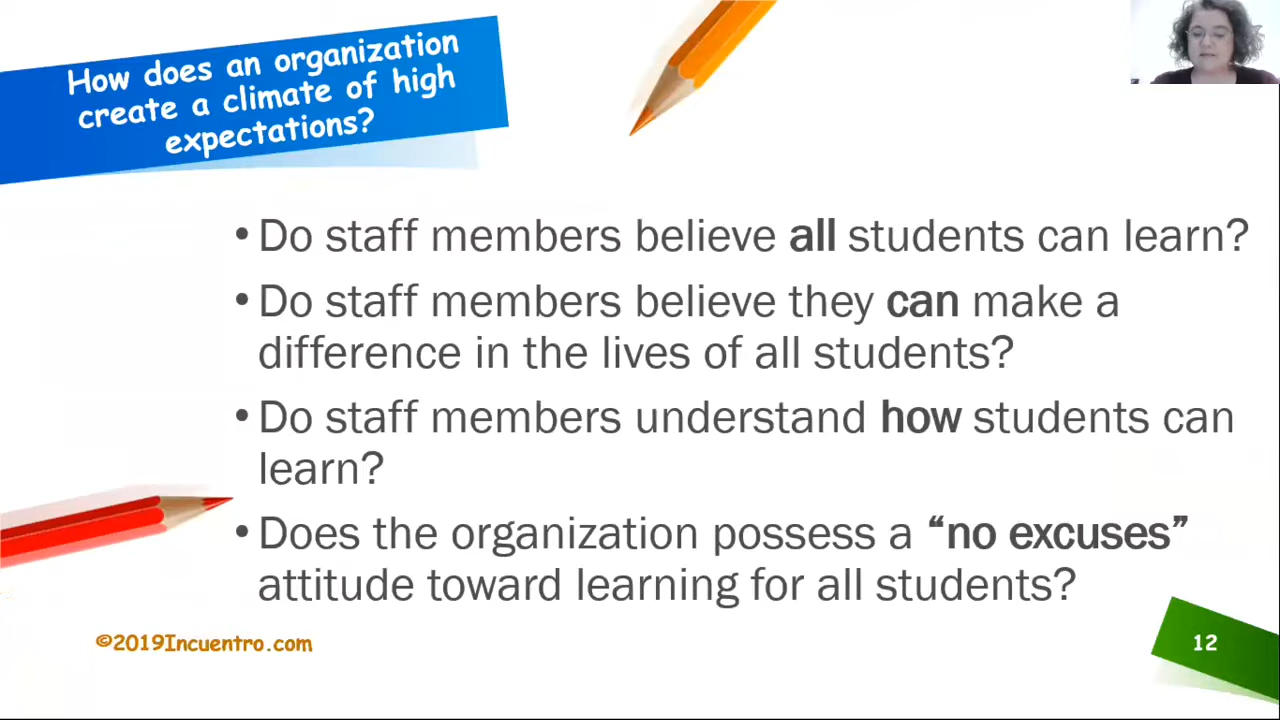 How does an organization
create a climate of high
expectations?
• Do staff members believe all students can learn?
• Do staff members believe they can make a
difference in the lives of all students?
• Do staff members understand how students can
learn?
• Does the organization possess a “no excuses”
attitude toward learning for all students?
©2019Incuentro.com
12